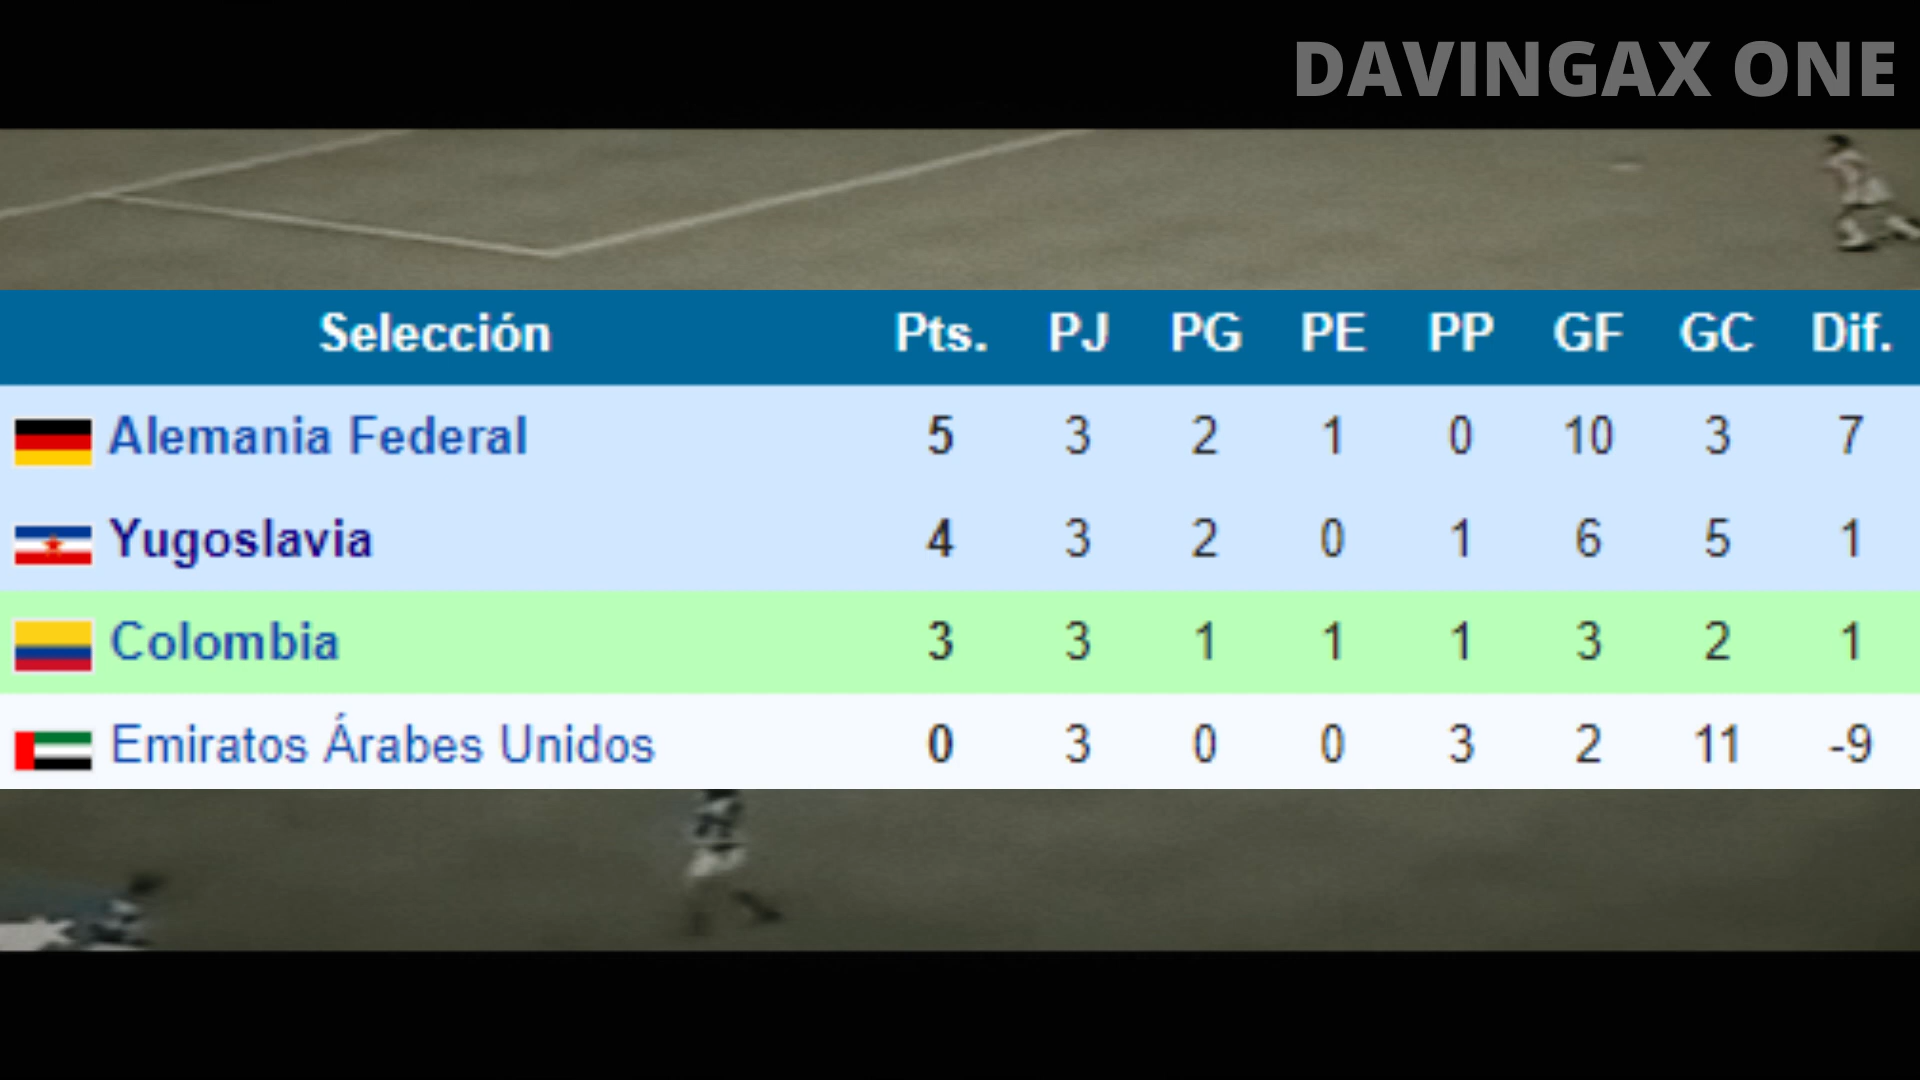 DAVINGAX ONE
Selección Pts. PJ PG PE PP GF GC Dif.
Alemania Federal 5 3 2 1 0 10 3 7
Yugoslavia 4 3 2 0 1 6 5 1
Colombia 3 3 1 1 1 3 2 1
Emiratos Árabes Unidos 0 3 0 0 3 2 11 -9